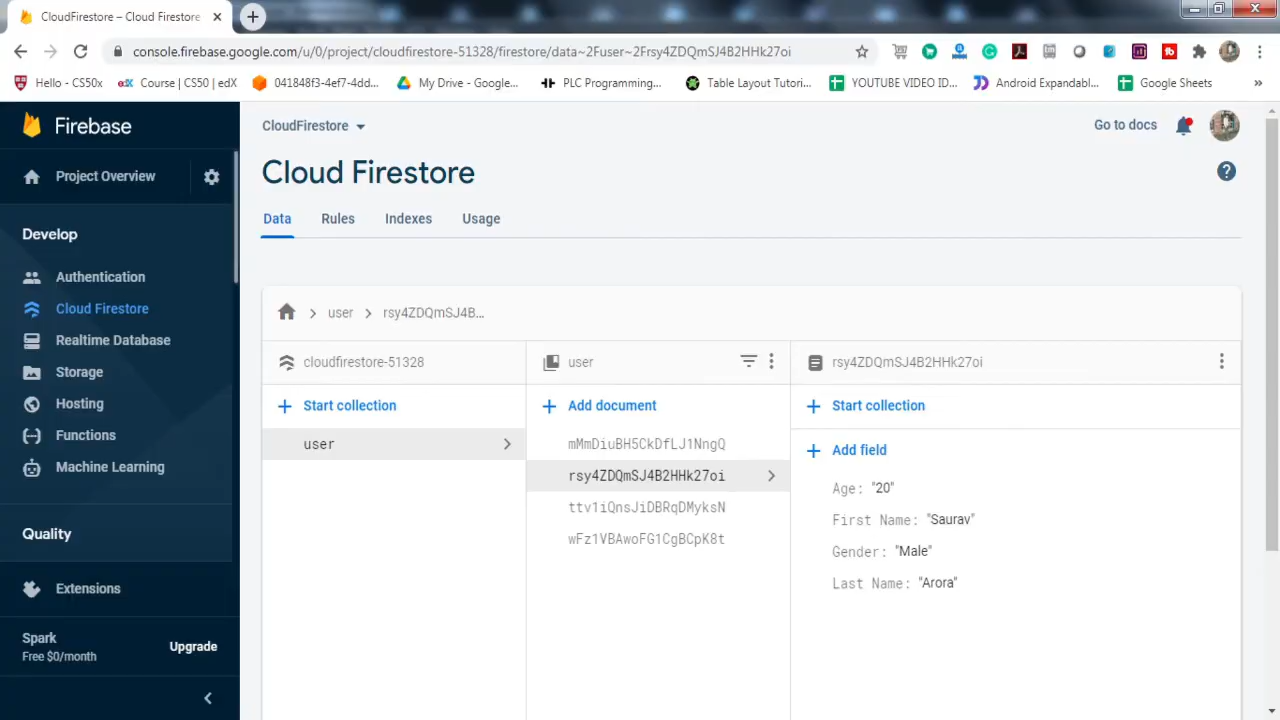 CloudFirestore – Cloud Firestore
console.firebase.google.com/u/0/project/cloudfirestore-51328/firestore/data~2Fuser~2Frsy4ZDQmSJ4B2HHk27oi
Hello - CS50x
Course | CS50 | edX
041848f3-4ef7-4dd...
My Drive - Google...
PLC Programming...
Table Layout Tutori...
YOUTUBE VIDEO ID...
Android Expandabl...
Google Sheets
»
Firebase
CloudFirestore
Go to docs
Project Overview
Cloud Firestore
Develop
Data
Rules
Indexes
Usage
Authentication
Cloud Firestore
Realtime Database
Storage
Hosting
Functions
Machine Learning
Quality
Extensions
Spark
Free $0/month
Upgrade
user
rsy4ZDQmSJ4B...
cloudfirestore-51328
Start collection
user
user
Add document
mMmDiuBH5CkDfLJ1NngQ
rsy4ZDQmSJ4B2HHk27oi
ttv1iQnsJiDBRqDMyksN
wFz1VBAwoFG1CgBCpK8t
rsy4ZDQmSJ4B2HHk27oi
Start collection
Add field
Age: "20"
First Name: "Saurav"
Gender: "Male"
Last Name: "Arora"